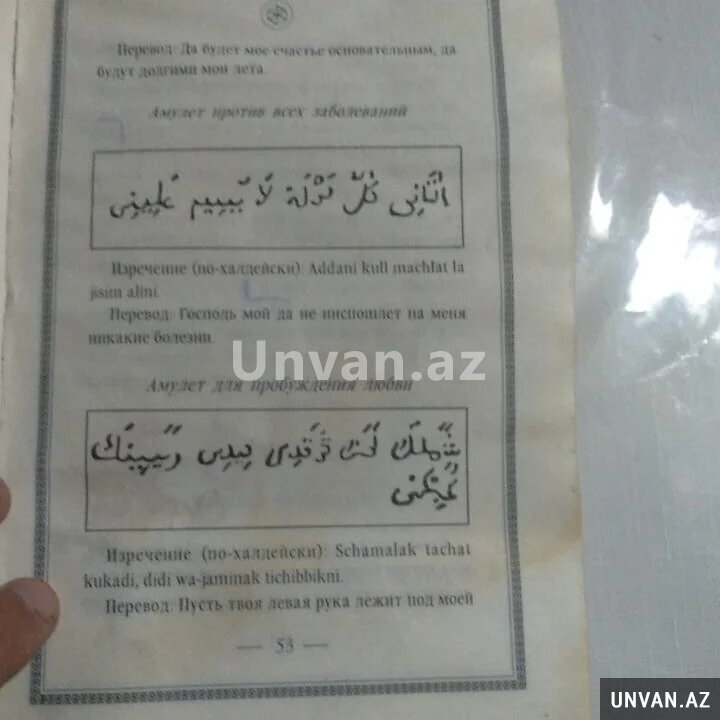 Перевод: Да будет мое счастье основательным, да
будут долгими мои лета.
Амулет против всех заболеваний
Изречение (по-халдейски): Addani kull machłat la
jisim alini.
Перевод: Господь мой да не ниспошлет на меня
никакие болезни.
Unvan.az
Амулет для пробуждения любви
Изречение (по-халдейски): Schamalak tachat
kukadi, didi wa-jaminak tichibbikni.
Перевод: Пусть твоя левая рука лежит под моей
— 53 —
UNVAN.AZ